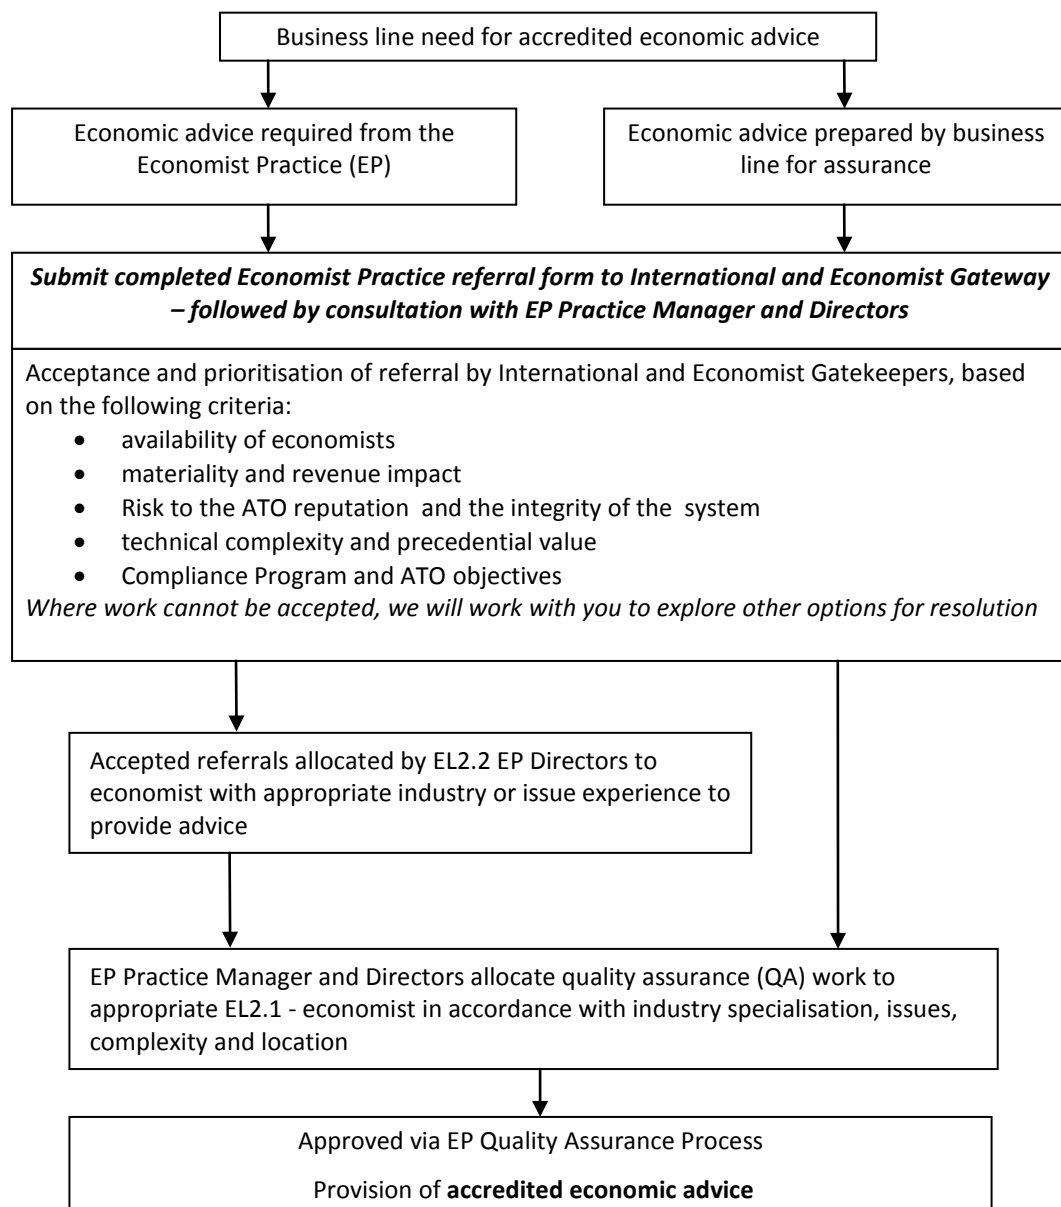 Business line need for accredited economic advice
Economic advice required from the
Economist Practice (EP)
Economic advice prepared by business
line for assurance
Submit completed Economist Practice referral form to International and Economist Gateway
– followed by consultation with EP Practice Manager and Directors
Acceptance and prioritisation of referral by International and Economist Gatekeepers, based
on the following criteria:
• availability of economists
• materiality and revenue impact
• Risk to the ATO reputation and the integrity of the system
• technical complexity and precedential value
• Compliance Program and ATO objectives
Where work cannot be accepted, we will work with you to explore other options for resolution
Accepted referrals allocated by EL2.2 EP Directors to
economist with appropriate industry or issue experience to
provide advice
EP Practice Manager and Directors allocate quality assurance (QA) work to
appropriate EL2.1 - economist in accordance with industry specialisation, issues,
complexity and location
Approved via EP Quality Assurance Process
Provision of accredited economic advice